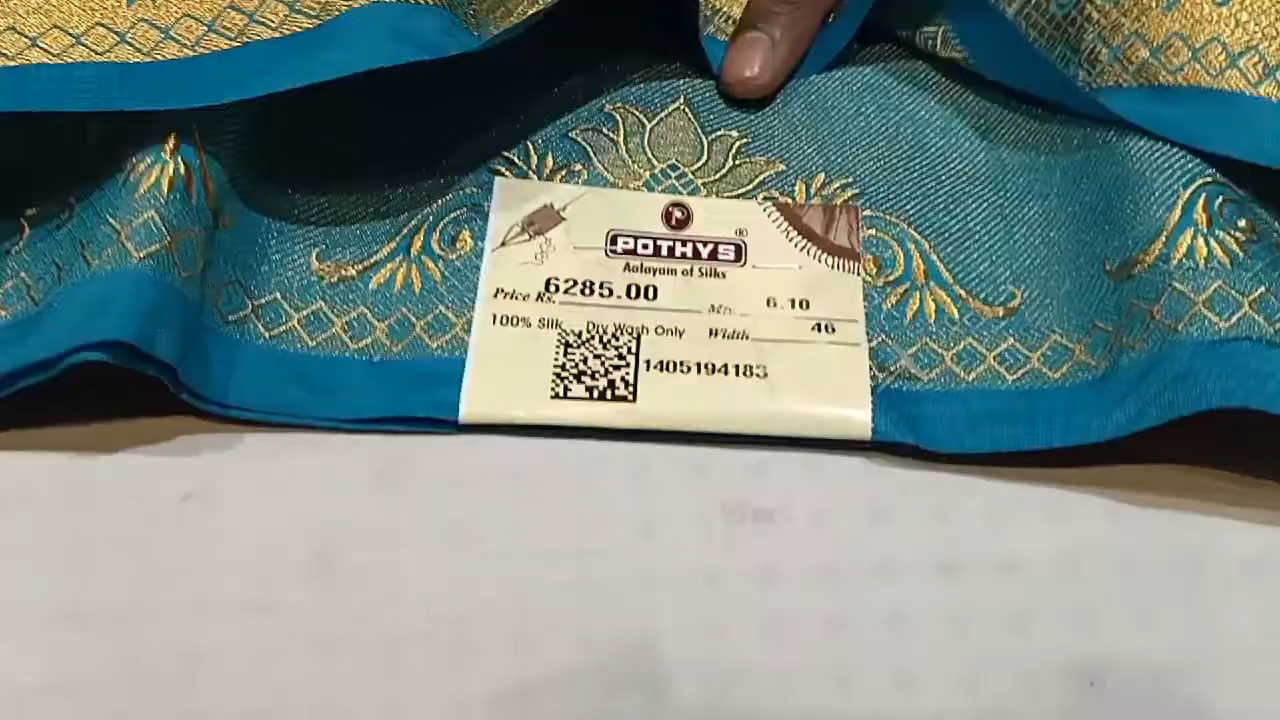 P
POTHYS ®
Aalayam of Silks
Price Rs. 6285.00 Mtr. 6.10
100% Silk Dry Wash Only Width 46
1405194183